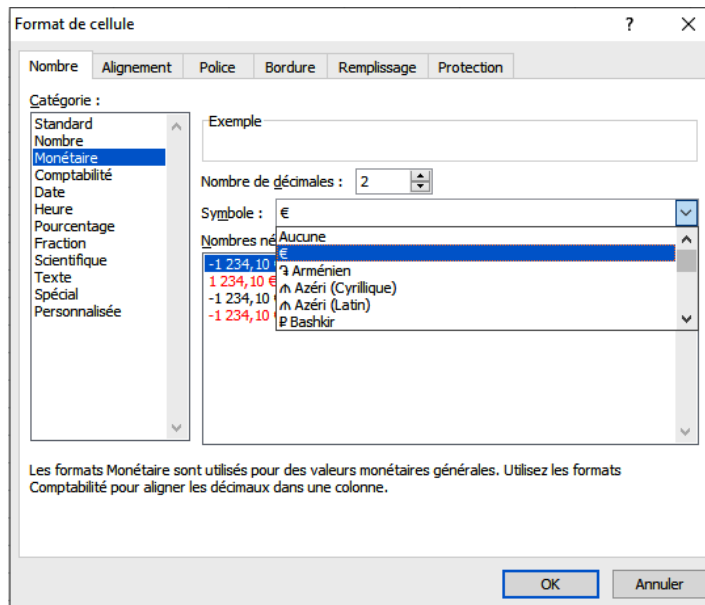 Format de cellule
Nombre Alignement Police Bordure Remplissage Protection
Catégorie :
Standard
Nombre
Monétaire
Comptabilité
Date
Heure
Pourcentage
Fraction
Scientifique
Texte
Spécial
Personnalisée
Exemple
Nombre de décimales : 2
Symbole : €
Aucune
€
֏ Arménien
₼ Azéri (Cyrillique)
₼ Azéri (Latin)
₽ Bashkir
Nombres né
-1 234,10
1 234,10 €
-1 234,10
-1 234,10
Les formats Monétaire sont utilisés pour des valeurs monétaires générales. Utilisez les formats
Comptabilité pour aligner les décimaux dans une colonne.
OK Annuler